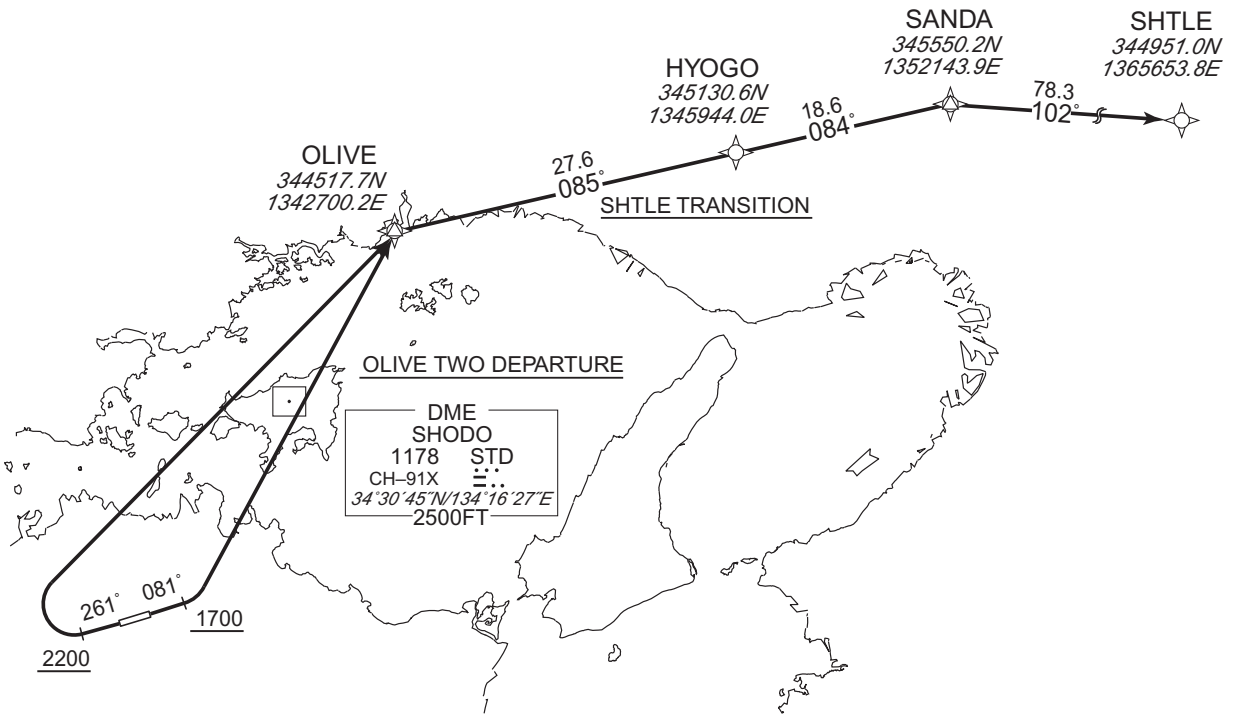 SANDA
345550.2N
1352143.9E
SHTLE
344951.0N
1365653.8E
HYOGO
345130.6N
1345944.0E
78.3
102°
18.6
084°
OLIVE
344517.7N
1342700.2E
27.6
085°
SHTLE TRANSITION
OLIVE TWO DEPARTURE
DME
SHODO
1178 STD
CH–91X
34°30′45″N/134°16′27″E
2500FT
261° 081°
1700
2200